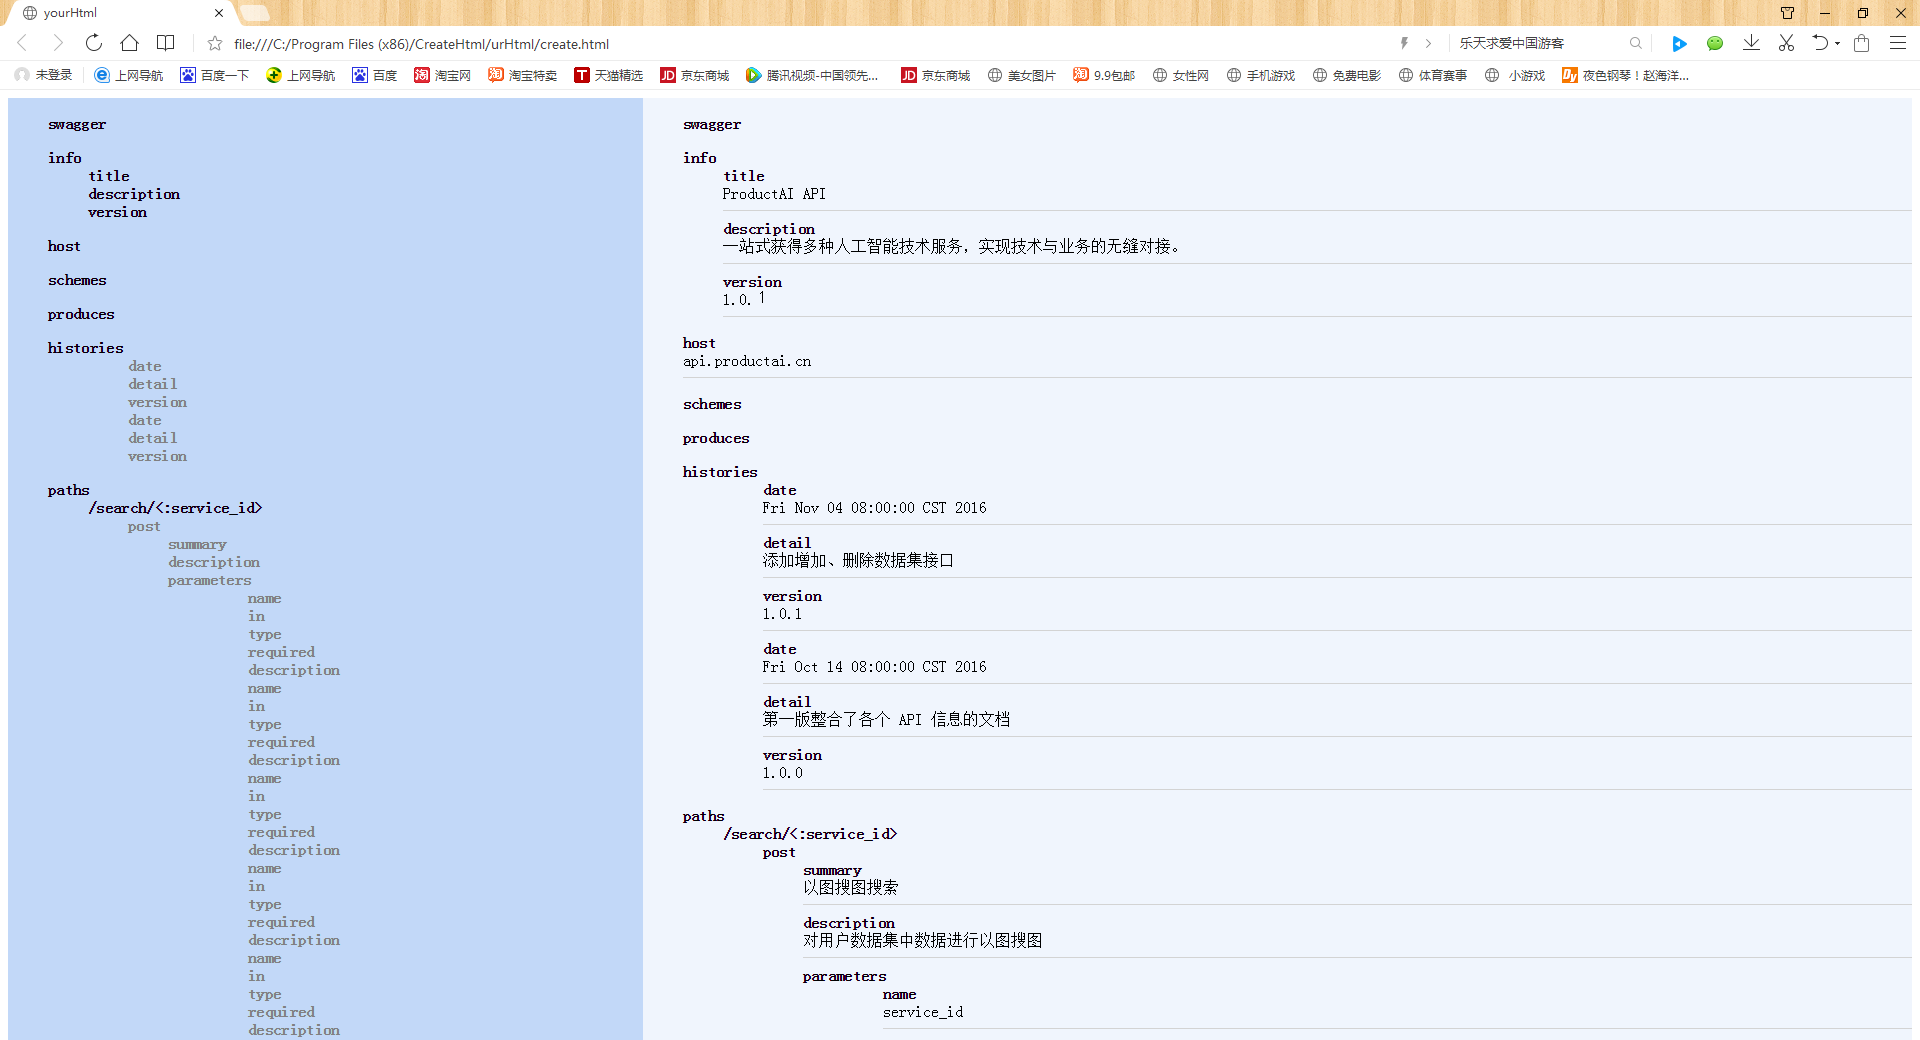 yourHtml
file:///C:/Program Files (x86)/CreateHtml/urHtml/create.html
乐天求爱中国游客
未登录 上网导航 百度一下 上网导航 百度 淘宝网 淘宝特卖 天猫精选 京东商城 腾讯视频-中国领先... 京东商城 美女图片 9.9包邮 女性网 手机游戏 免费电影 体育赛事 小游戏 夜色钢琴！赵海洋...
swagger
info
title
description
version
host
schemes
produces
histories
date
detail
version
date
detail
version
paths
/search/<:service_id>
post
summary
description
parameters
name
in
type
required
description
name
in
type
required
description
name
in
type
required
description
name
in
type
required
description
name
in
type
required
description
swagger
info
title
ProductAI API
description
一站式获得多种人工智能技术服务，实现技术与业务的无缝对接。
version
1.0.1
host
api.productai.cn
schemes
produces
histories
date
Fri Nov 04 08:00:00 CST 2016
detail
添加增加、删除数据集接口
version
1.0.1
date
Fri Oct 14 08:00:00 CST 2016
detail
第一版整合了各个 API 信息的文档
version
1.0.0
paths
/search/<:service_id>
post
summary
以图搜图搜索
description
对用户数据集中数据进行以图搜图
parameters
name
service_id